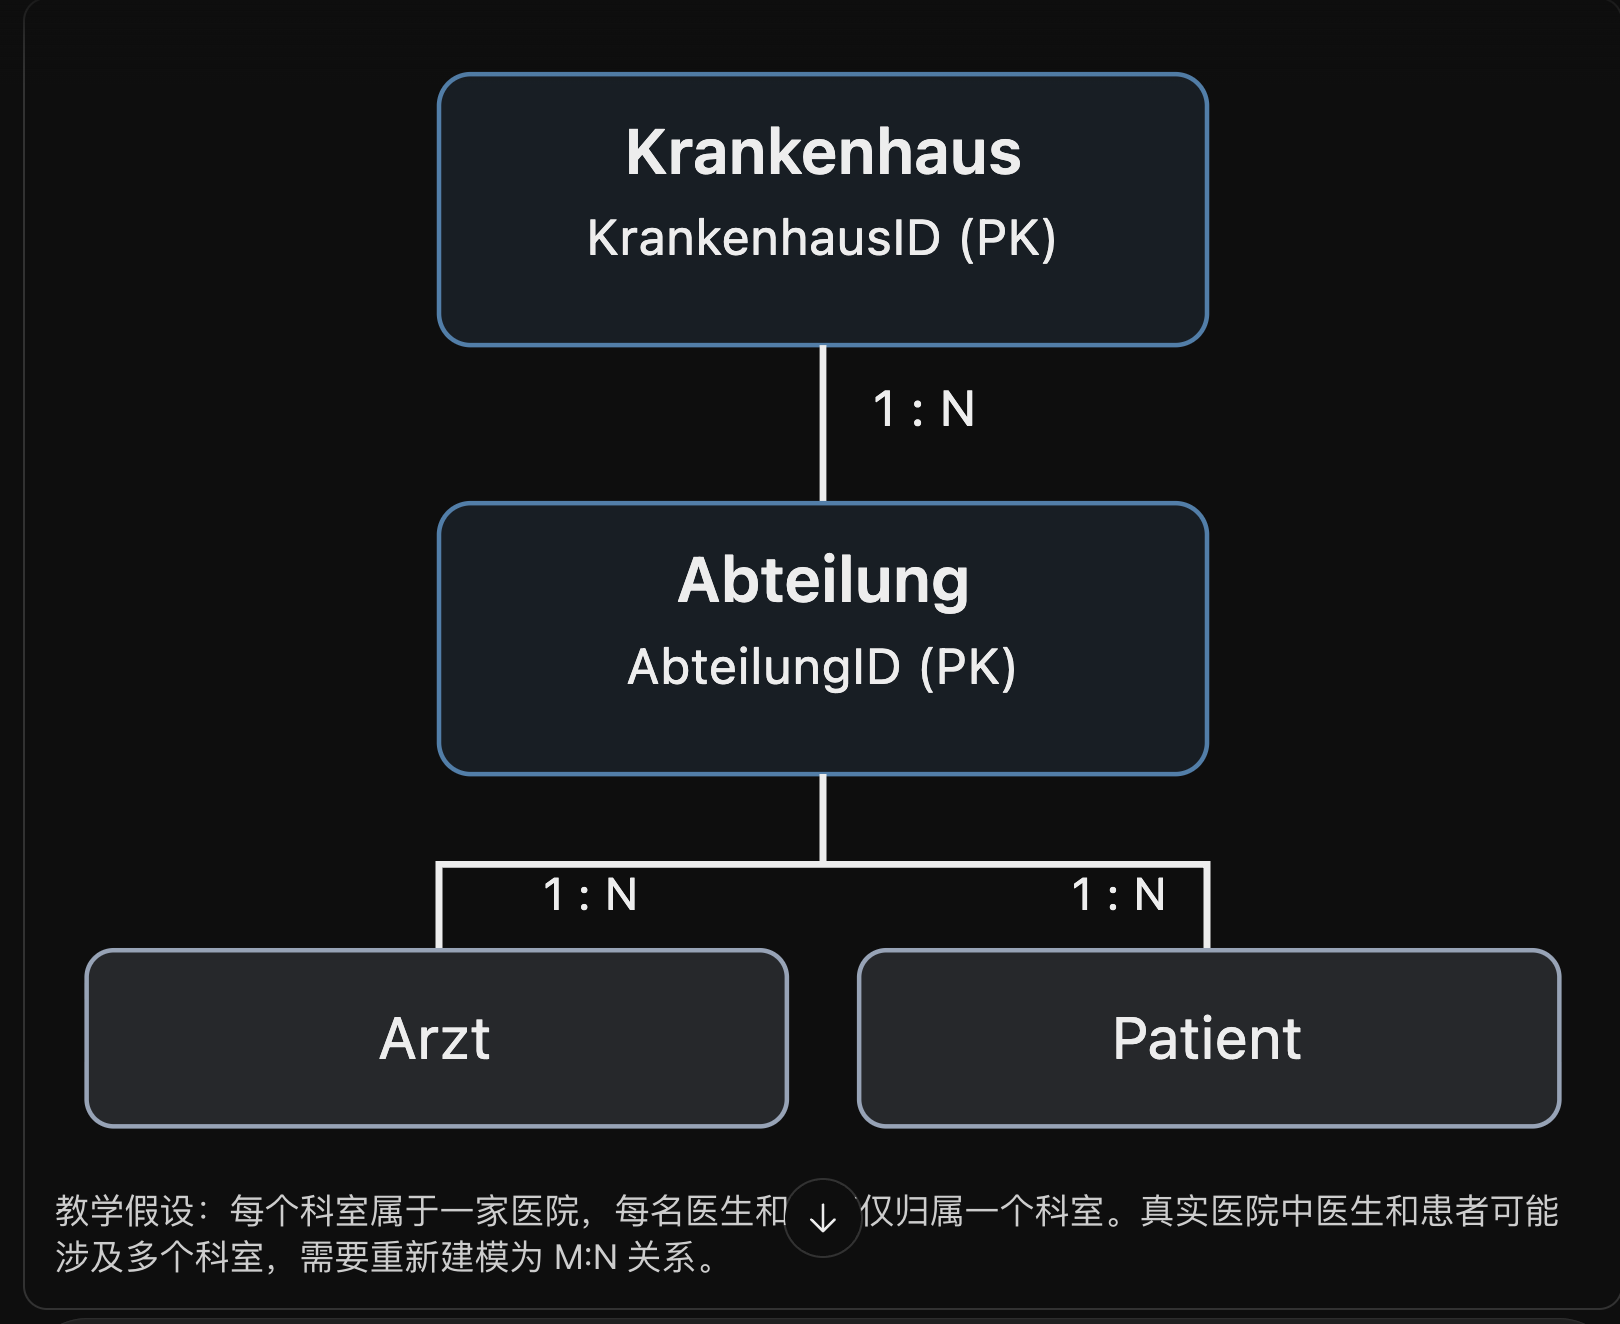 Krankenhaus
KrankenhausID (PK)
1 : N
Abteilung
AbteilungID (PK)
1 : N 1 : N
Arzt Patient
教学假设：每个科室属于一家医院，每名医生和 仅归属一个科室。真实医院中医生和患者可能
涉及多个科室，需要重新建模为 M:N 关系。